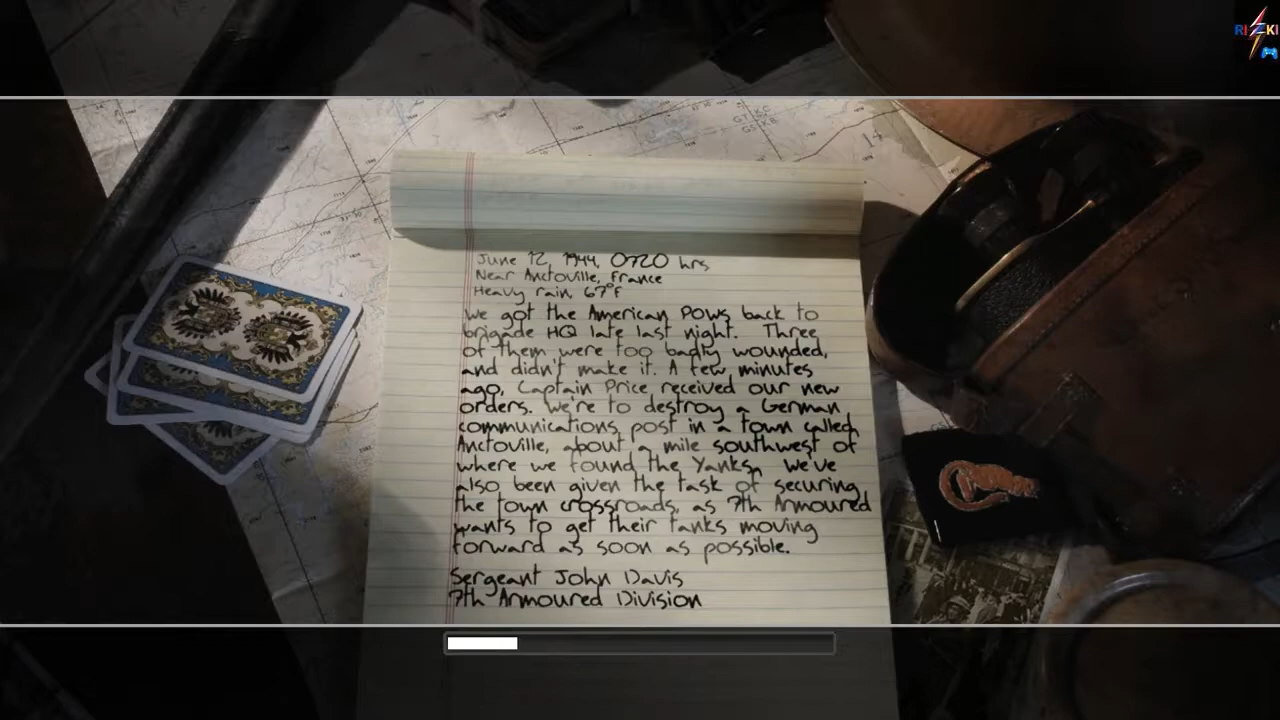 RIZKI
GT KC
GSKB
June 12, 1944, 0720 hrs
Near Anctoville, France
Heavy rain, 67°F
We got the American POWs back to
brigade HQ late last night. Three
of them were too badly wounded,
and didn't make it. A few minutes
ago, Captain Price received our new
orders. We're to destroy a German
communications post in a town called
Anctoville, about a mile southwest of
where we found the Yanks. We've
also been given the task of securing
the town crossroads, as 7th Armoured
wants to get their tanks moving
forward as soon as possible.
Sergeant John Davis
7th Armoured Division